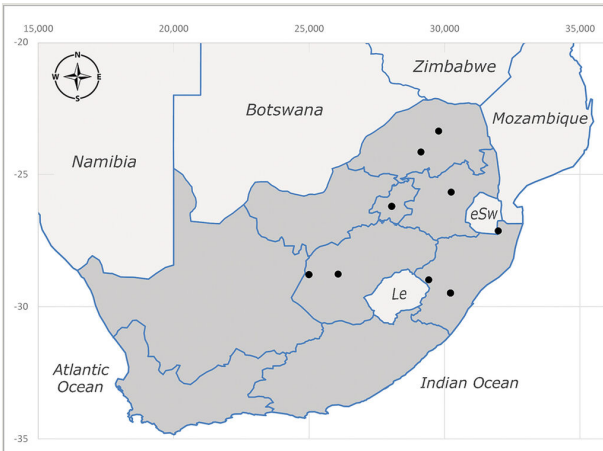 15,000 20,000 25,000 30,000 35,000
-20
N
W E
S
Zimbabwe
Botswana
Mozambique
Namibia
-25
eSw
Le
-30
Atlantic
Ocean
Indian Ocean
-35